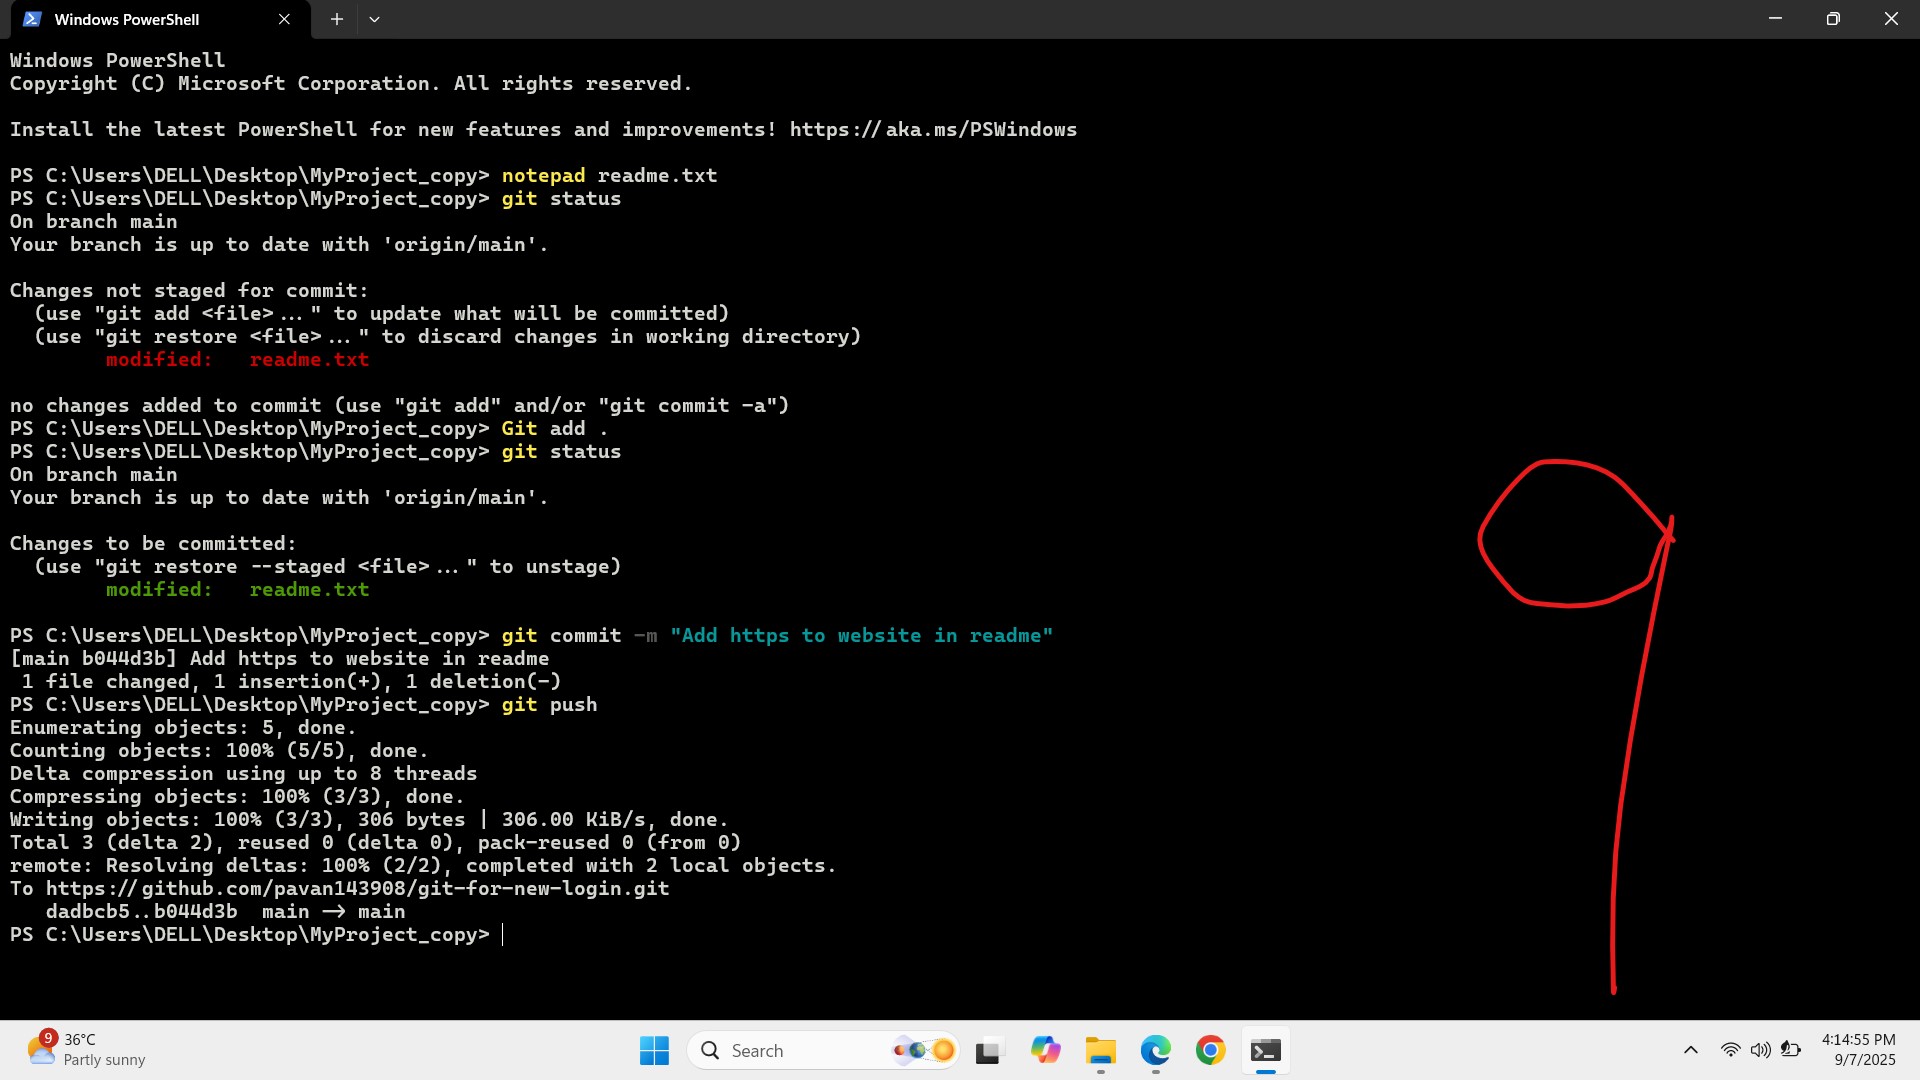 Windows PowerShell
Windows PowerShell
Copyright (C) Microsoft Corporation. All rights reserved.
Install the latest PowerShell for new features and improvements! https://aka.ms/PSWindows
PS C:\Users\DELL\Desktop\MyProject_copy> notepad readme.txt
PS C:\Users\DELL\Desktop\MyProject_copy> git status
On branch main
Your branch is up to date with 'origin/main'.
Changes not staged for commit:
(use "git add <file>..." to update what will be committed)
(use "git restore <file>..." to discard changes in working directory)
modified: readme.txt
no changes added to commit (use "git add" and/or "git commit -a")
PS C:\Users\DELL\Desktop\MyProject_copy> Git add .
PS C:\Users\DELL\Desktop\MyProject_copy> git status
On branch main
Your branch is up to date with 'origin/main'.
Changes to be committed:
(use "git restore --staged <file>..." to unstage)
modified: readme.txt
PS C:\Users\DELL\Desktop\MyProject_copy> git commit -m "Add https to website in readme"
[main b044d3b] Add https to website in readme
1 file changed, 1 insertion(+), 1 deletion(-)
PS C:\Users\DELL\Desktop\MyProject_copy> git push
Enumerating objects: 5, done.
Counting objects: 100% (5/5), done.
Delta compression using up to 8 threads
Compressing objects: 100% (3/3), done.
Writing objects: 100% (3/3), 306 bytes | 306.00 KiB/s, done.
Total 3 (delta 2), reused 0 (delta 0), pack-reused 0 (from 0)
remote: Resolving deltas: 100% (2/2), completed with 2 local objects.
To https://github.com/pavan143908/git-for-new-login.git
dadbcb5..b044d3b main -> main
PS C:\Users\DELL\Desktop\MyProject_copy>
9
9 36°C
Partly sunny
Search
4:14:55 PM
9/7/2025